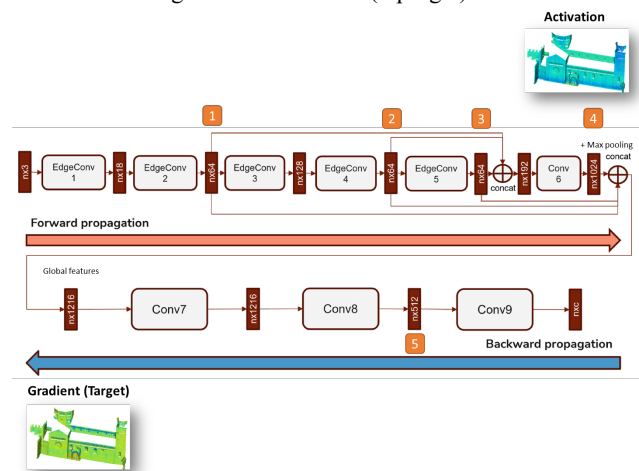 Activation
1
2
3
4
+ Max pooling
concat
nx3
EdgeConv
1
nx18
EdgeConv
2
nx64
EdgeConv
3
nx128
EdgeConv
4
nx64
EdgeConv
5
nx64
concat
nx192
Conv
6
nx1024
Forward propagation
Global features
nx1216
Conv7
nx1216
Conv8
nx512
Conv9
nxc
5
Backward propagation
Gradient (Target)